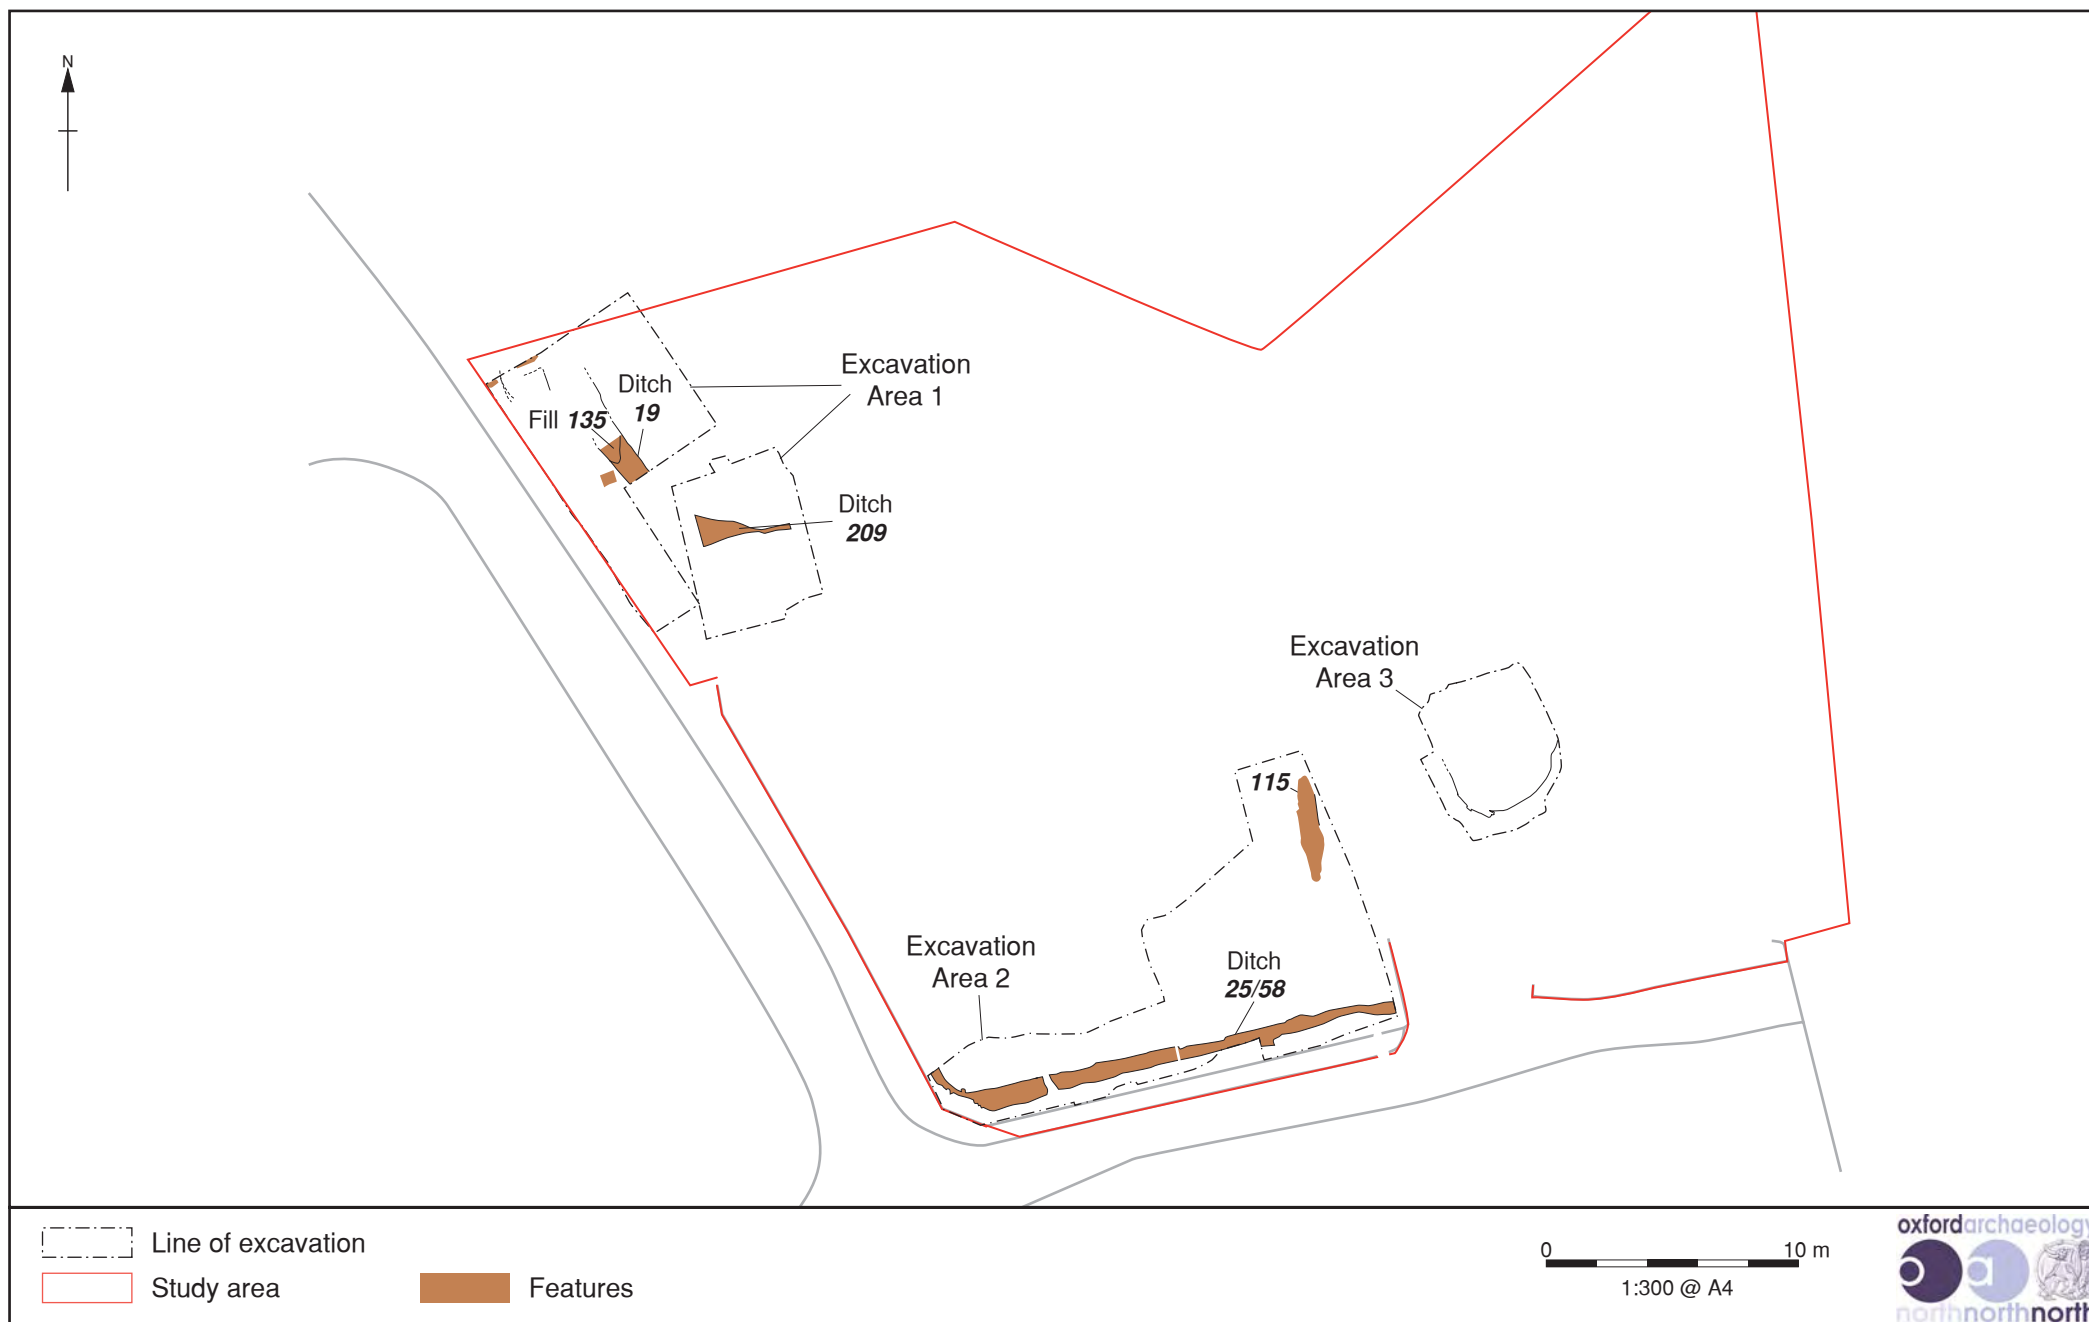 N
Excavation
Area 1
Ditch
19
Fill 135
Ditch
209
Excavation
Area 3
115
Excavation
Area 2
Ditch
25/58
Line of excavation
Study area
Features
0 10 m
1:300 @ A4
oxfordarchaeology
oa
northnorthnorth